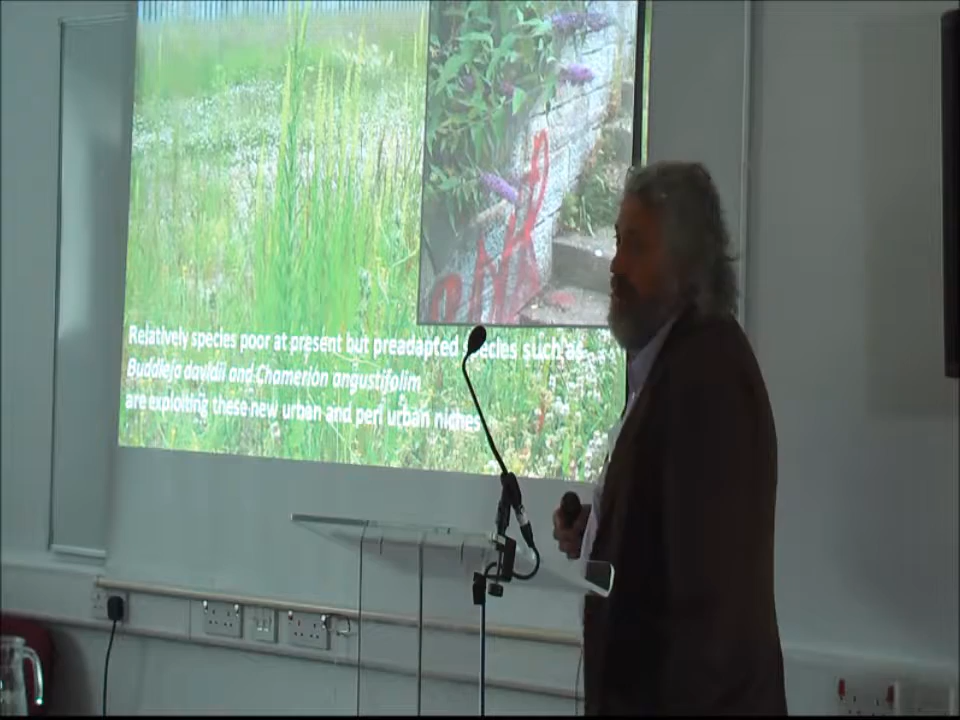 Relatively species poor at present but preadapted species such as
Buddleja davidii and Chamerion angustifolim
are exploiting these new urban and peri urban niches